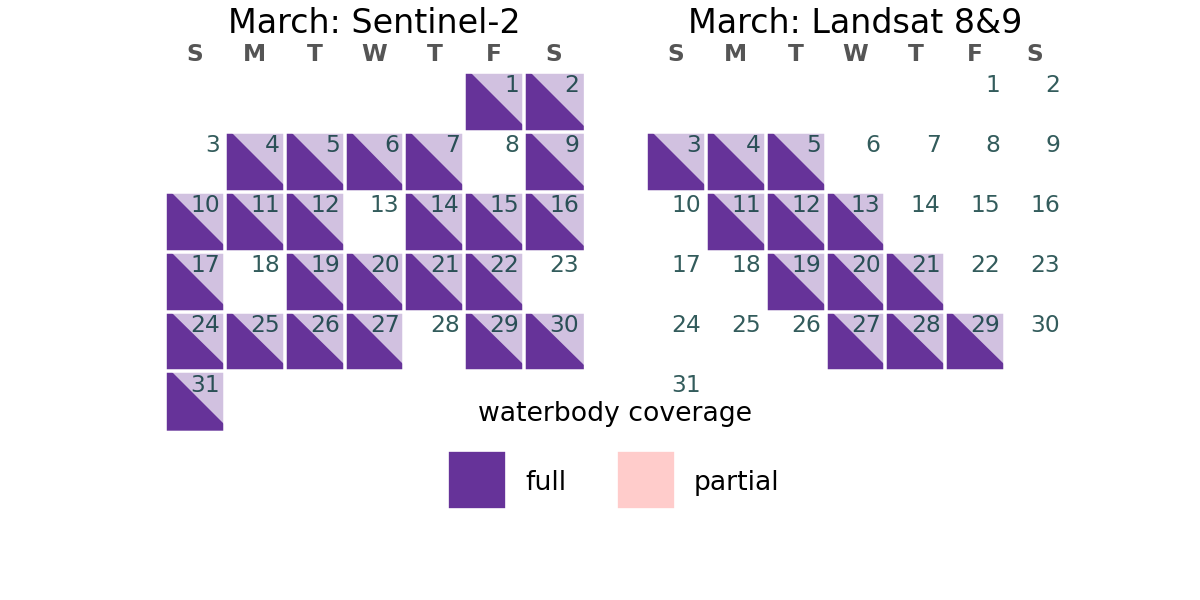 March: Sentinel-2
S M T W T F S
1 2
3 4 5 6 7 8 9
10 11 12 13 14 15 16
17 18 19 20 21 22 23
24 25 26 27 28 29 30
31
March: Landsat 8&9
S M T W T F S
1 2
3 4 5 6 7 8 9
10 11 12 13 14 15 16
17 18 19 20 21 22 23
24 25 26 27 28 29 30
31
waterbody coverage
full partial